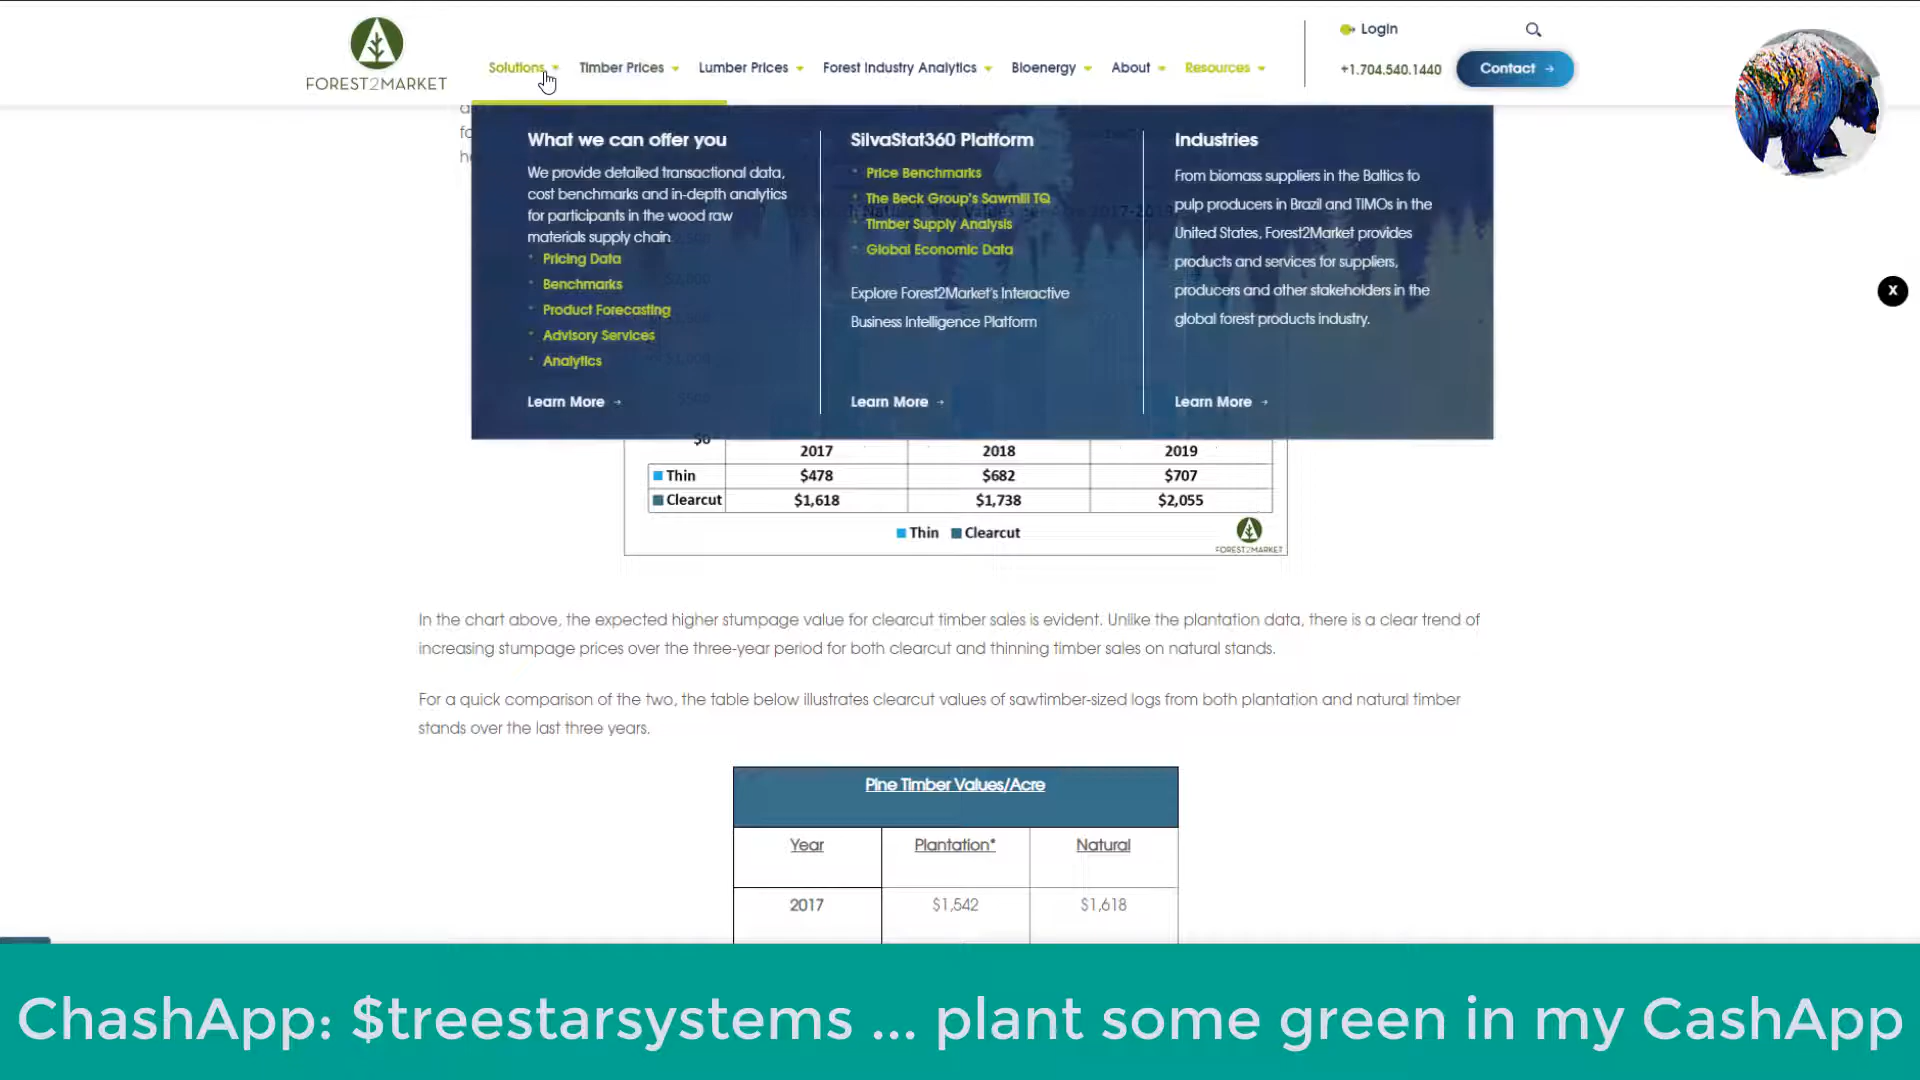 FOREST2MARKET
Solutions
Timber Prices
Lumber Prices
Forest Industry Analytics
Bioenergy
About
Resources
Login
+1.704.540.1440
Contact
What we can offer you
We provide detailed transactional data,
cost benchmarks and in-depth analytics
for participants in the wood raw
materials supply chain
Pricing Data
Benchmarks
Product Forecasting
Advisory Services
Analytics
Learn More
SilvaStat360 Platform
Price Benchmarks
The Beck Group's Sawmill TQ
Timber Supply Analysis
Global Economic Data
Explore Forest2Market's Interactive
Business Intelligence Platform
Learn More
Industries
From biomass suppliers in the Baltics to
pulp producers in Brazil and TIMOs in the
United States, Forest2Market provides
products and services for suppliers,
producers and other stakeholders in the
global forest products industry.
Learn More
X
$0
2017 2018 2019
Thin $478 $682 $707
Clearcut $1,618 $1,738 $2,055
Thin Clearcut
FOREST2MARKET
In the chart above, the expected higher stumpage value for clearcut timber sales is evident. Unlike the plantation data, there is a clear trend of
increasing stumpage prices over the three-year period for both clearcut and thinning timber sales on natural stands.
For a quick comparison of the two, the table below illustrates clearcut values of sawtimber-sized logs from both plantation and natural timber
stands over the last three years.
Pine Timber Values/Acre
Year Plantation* Natural
2017 $1,542 $1,618
ChashApp: $treestarsystems ... plant some green in my CashApp